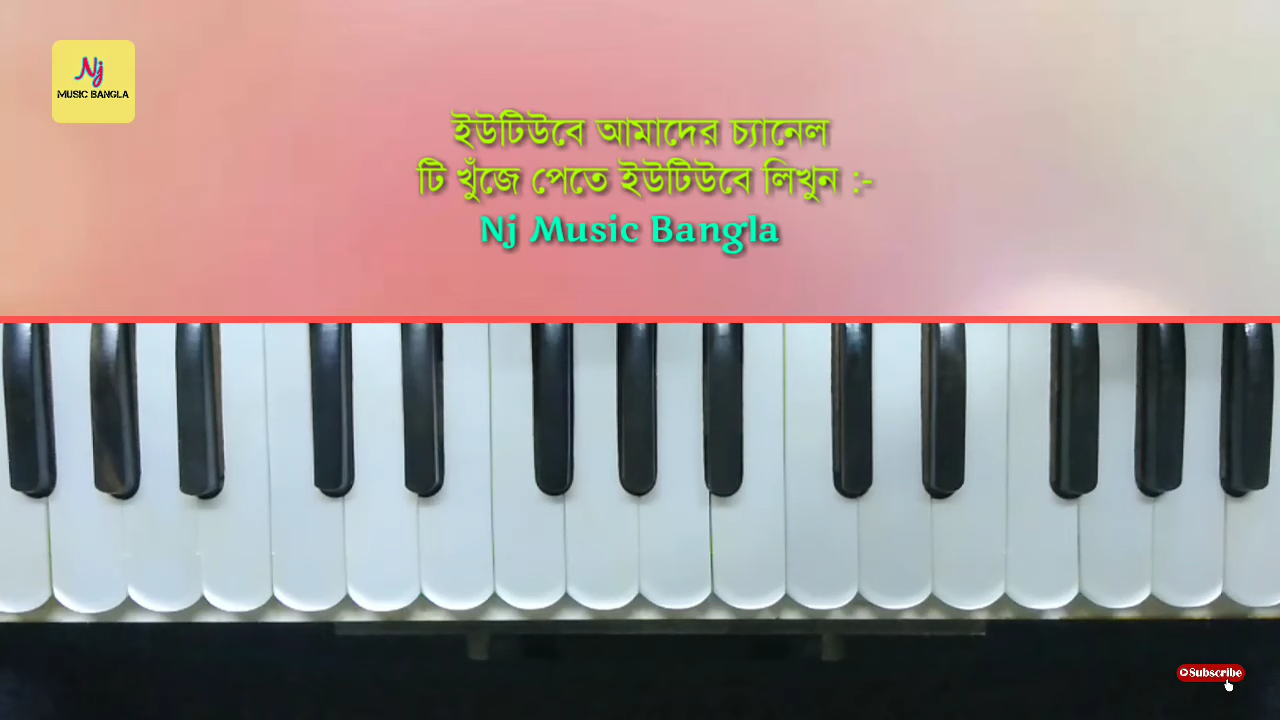 Nj
MUSIC BANGLA
ইউটিউবে আমাদের চ্যানেল
টি খুঁজে পেতে ইউটিউবে লিখুন :-
Nj Music Bangla
Subscribe